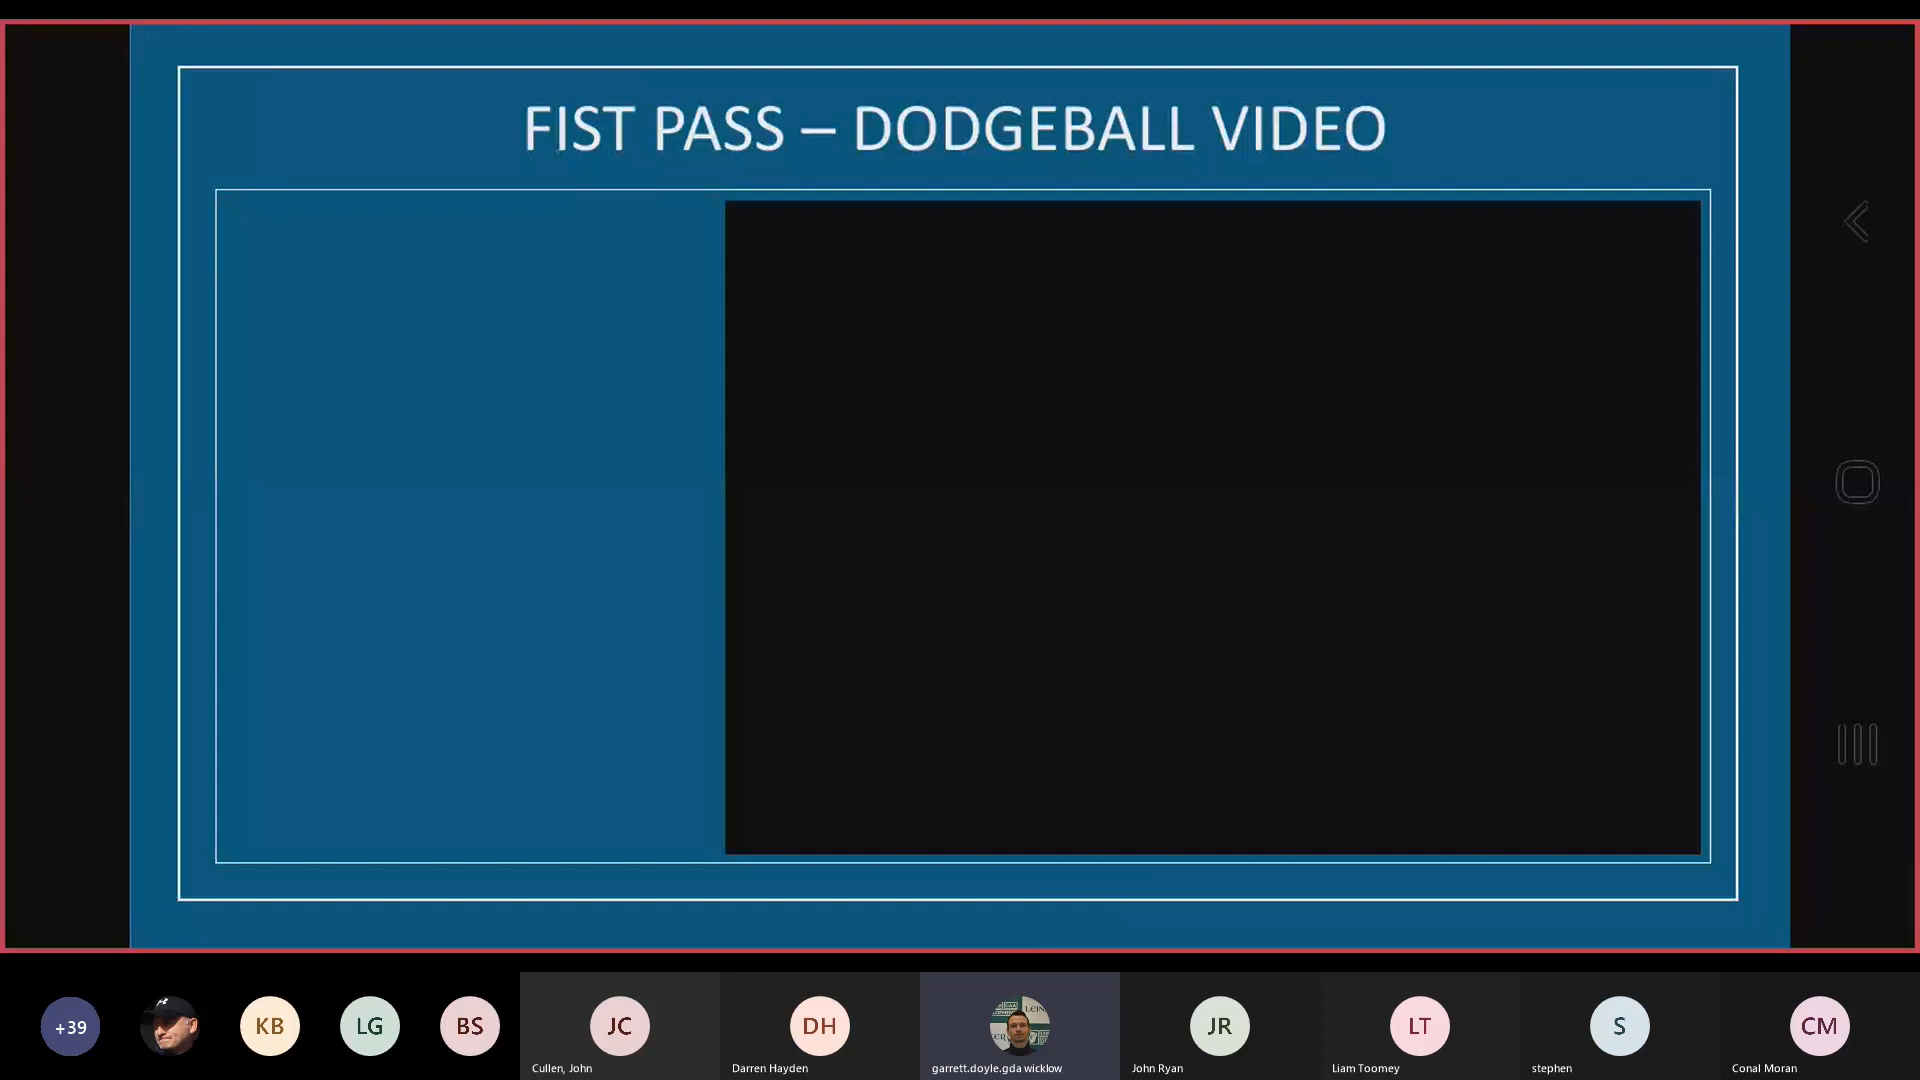 FIST PASS – DODGEBALL VIDEO
+39
KB
LG
BS
JC
DH
JR
LT
S
CM
Cullen, John
Darren Hayden
garrett.doyle.gda wicklow
John Ryan
Liam Toomey
stephen
Conal Moran